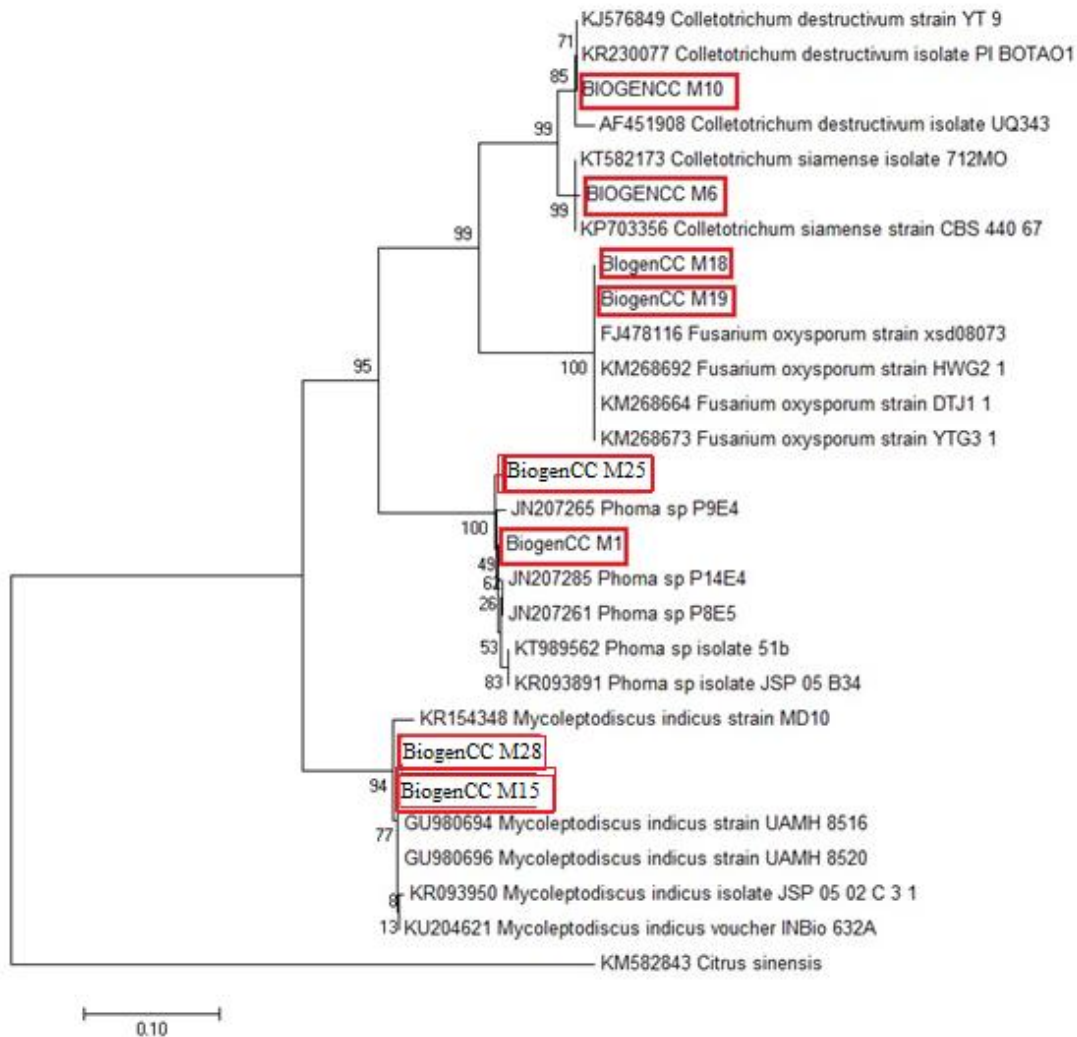 KJ576849 Colletotrichum destructivum strain YT 9
71
KR230077 Colletotrichum destructivum isolate PI BOTAO1
85
BIOGENCC M10
99
AF451908 Colletotrichum destructivum isolate UQ343
KT582173 Colletotrichum siamense isolate 712MO
BIOGENCC M6
99
KP703356 Colletotrichum siamense strain CBS 440 67
99
BIogenCC M18
BiogenCC M19
FJ478116 Fusarium oxysporum strain xsd08073
95
100
KM268692 Fusarium oxysporum strain HWG2 1
KM268664 Fusarium oxysporum strain DTJ1 1
KM268673 Fusarium oxysporum strain YTG3 1
BiogenCC M25
JN207265 Phoma sp P9E4
100
BiogenCC M1
49
JN207285 Phoma sp P14E4
62
26
JN207261 Phoma sp P8E5
53
KT989562 Phoma sp isolate 51b
83
KR093891 Phoma sp isolate JSP 05 B34
KR154348 Mycoleptodiscus indicus strain MD10
BiogenCC M28
94
BiogenCC M15
GU980694 Mycoleptodiscus indicus strain UAMH 8516
77
GU980696 Mycoleptodiscus indicus strain UAMH 8520
KR093950 Mycoleptodiscus indicus isolate JSP 05 02 C 3 1
8
13
KU204621 Mycoleptodiscus indicus voucher INBio 632A
KM582843 Citrus sinensis
0.10